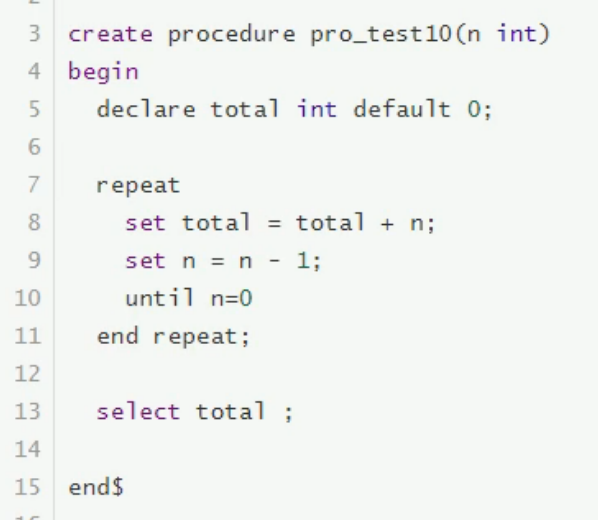 3 create procedure pro_test10(n int)
4 begin
5 declare total int default 0;
6
7 repeat
8 set total = total + n;
9 set n = n - 1;
10 until n=0
11 end repeat;
12
13 select total ;
14
15 end$